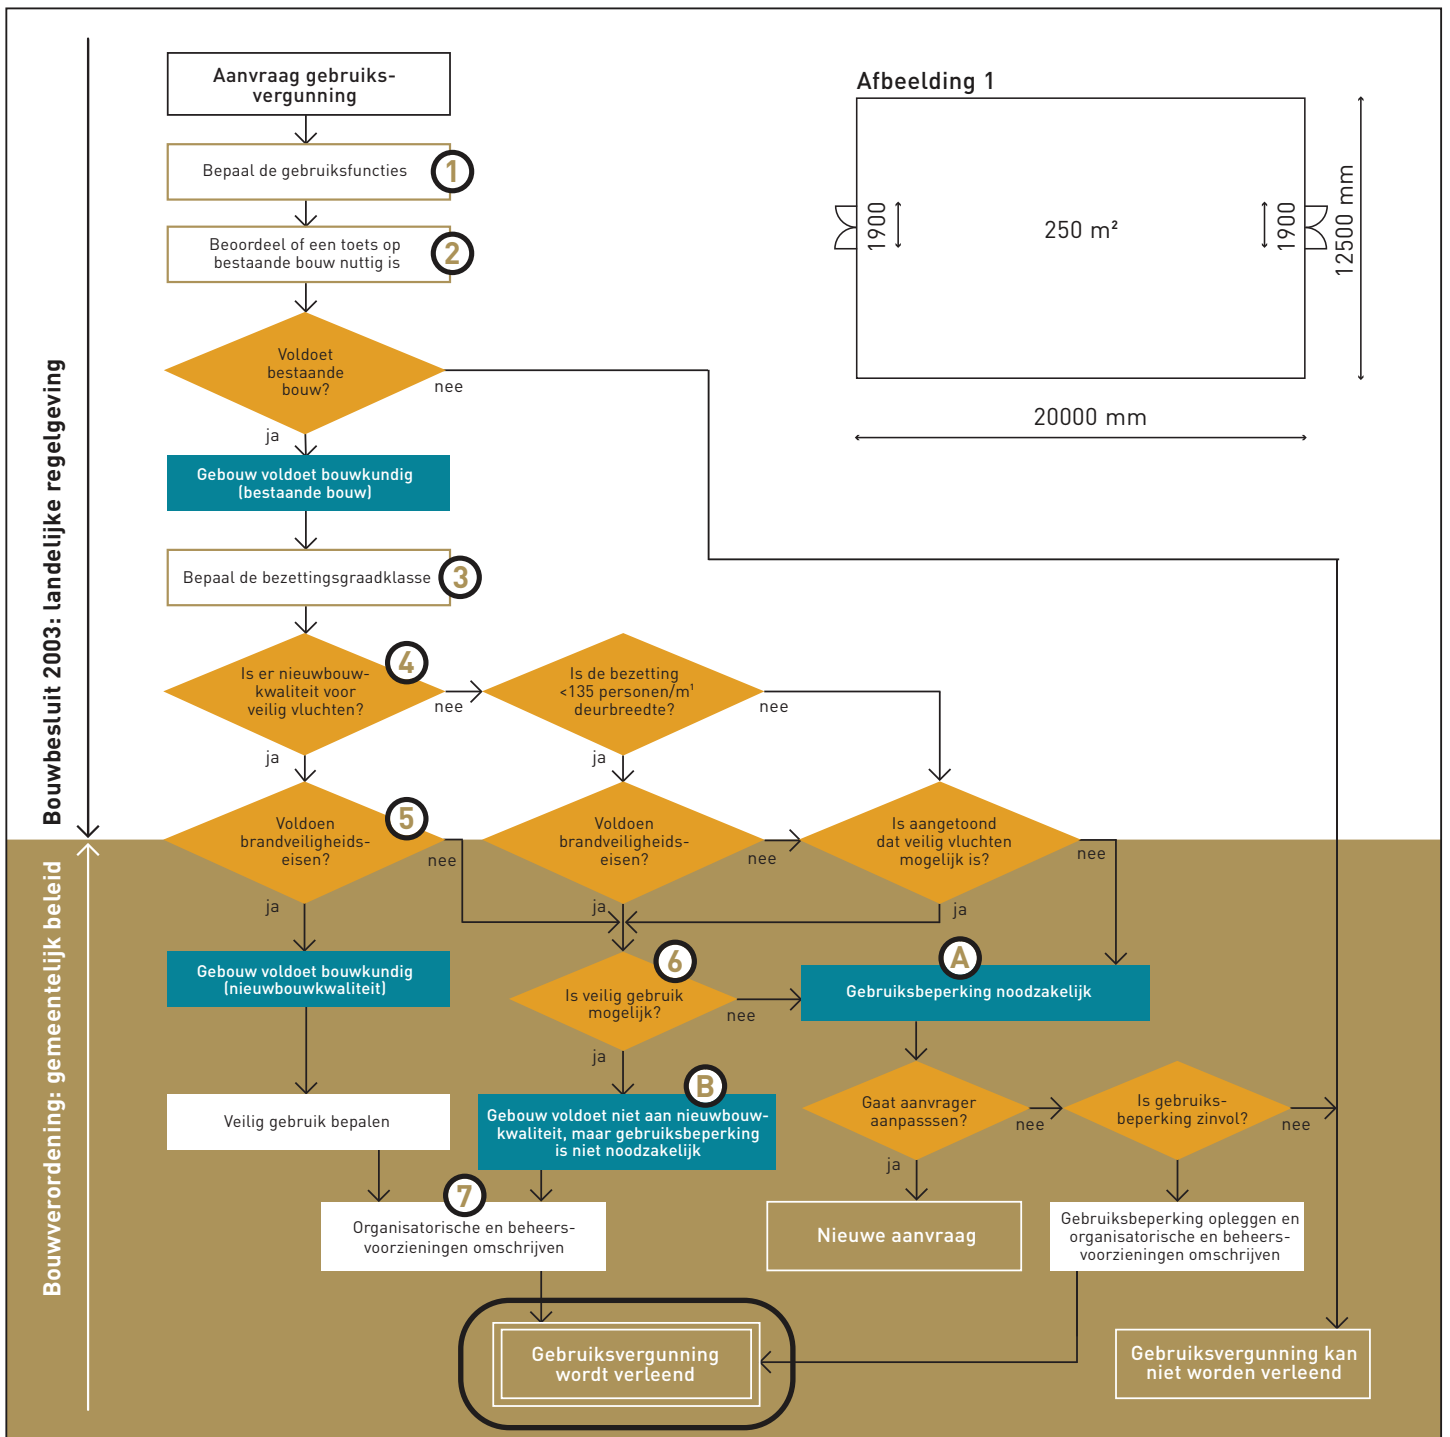 Aanvraag gebruiks-
vergunning
Bepaal de gebruiksfuncties
1
Beoordeel of een toets op
bestaande bouw nuttig is
2
Voldoet
bestaande
bouw?
nee
ja
Gebouw voldoet bouwkundig
(bestaande bouw)
Bepaal de bezettingsgraadklasse
3
Is er nieuwbouw-
kwaliteit voor
veilig vluchten?
4
nee
ja
Is de bezetting
<135 personen/m¹
deurbreedte?
nee
ja
Voldoen
brandveiligheids-
eisen?
5
nee
ja
Voldoen
brandveiligheids-
eisen?
nee
ja
Is aangetoond
dat veilig vluchten
mogelijk is?
nee
ja
Gebouw voldoet bouwkundig
(nieuwbouwkwaliteit)
Is veilig gebruik
mogelijk?
6
nee
ja
A
Gebruiksbeperking noodzakelijk
Veilig gebruik bepalen
B
Gebouw voldoet niet aan nieuwbouw-
kwaliteit, maar gebruiksbeperking
is niet noodzakelijk
Gaat aanvrager
aanpasssen?
nee
ja
Is gebruiks-
beperking zinvol?
nee
7
Organisatorische en beheers-
voorzieningen omschrijven
Nieuwe aanvraag
Gebruiksbeperking opleggen en
organisatorische en beheers-
voorzieningen omschrijven
Gebruiksvergunning
wordt verleend
Gebruiksvergunning kan
niet worden verleend
Afbeelding 1
1900
250 m²
1900
12500 mm
20000 mm
Bouwbesluit 2003: landelijke regelgeving
Bouwverordening: gemeentelijk beleid